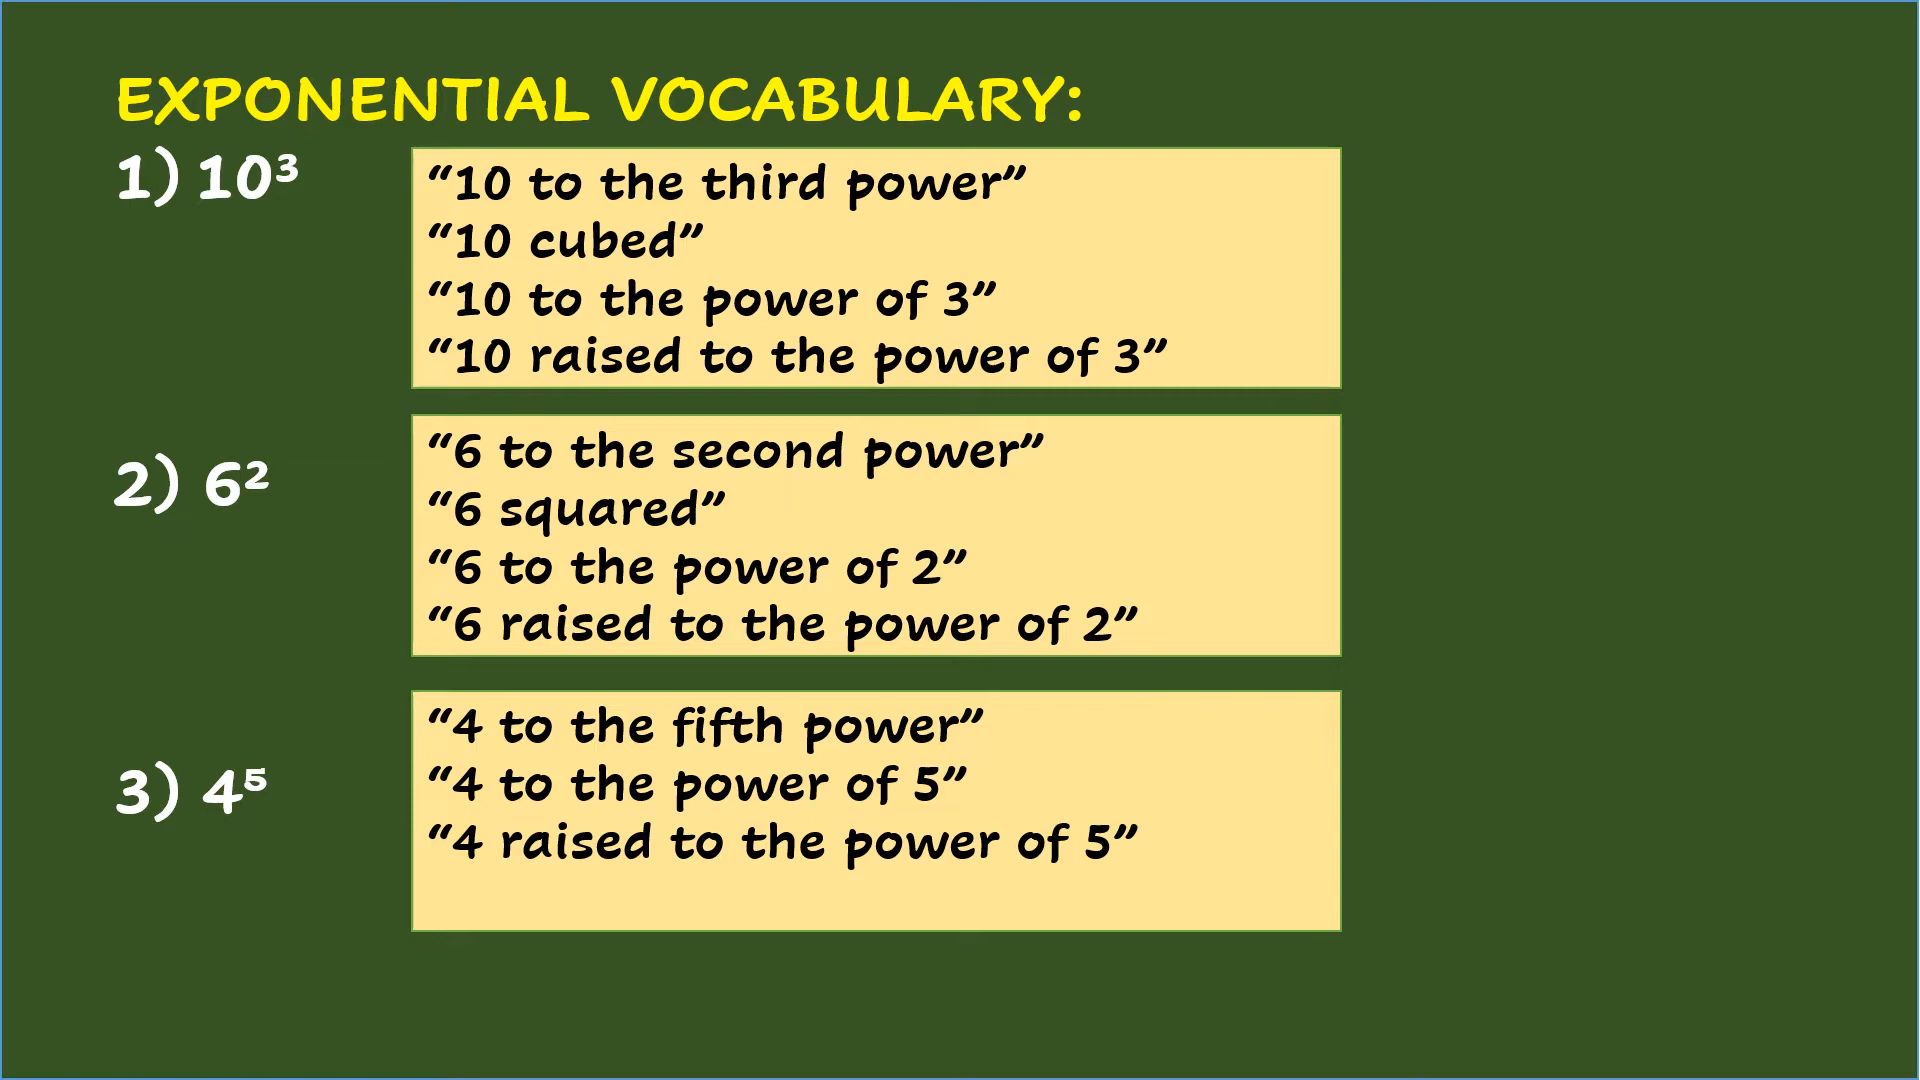 EXPONENTIAL VOCABULARY:
1) 10³
“10 to the third power”
“10 cubed”
“10 to the power of 3”
“10 raised to the power of 3”
2) 6²
“6 to the second power”
“6 squared”
“6 to the power of 2”
“6 raised to the power of 2”
3) 4⁵
“4 to the fifth power”
“4 to the power of 5”
“4 raised to the power of 5”